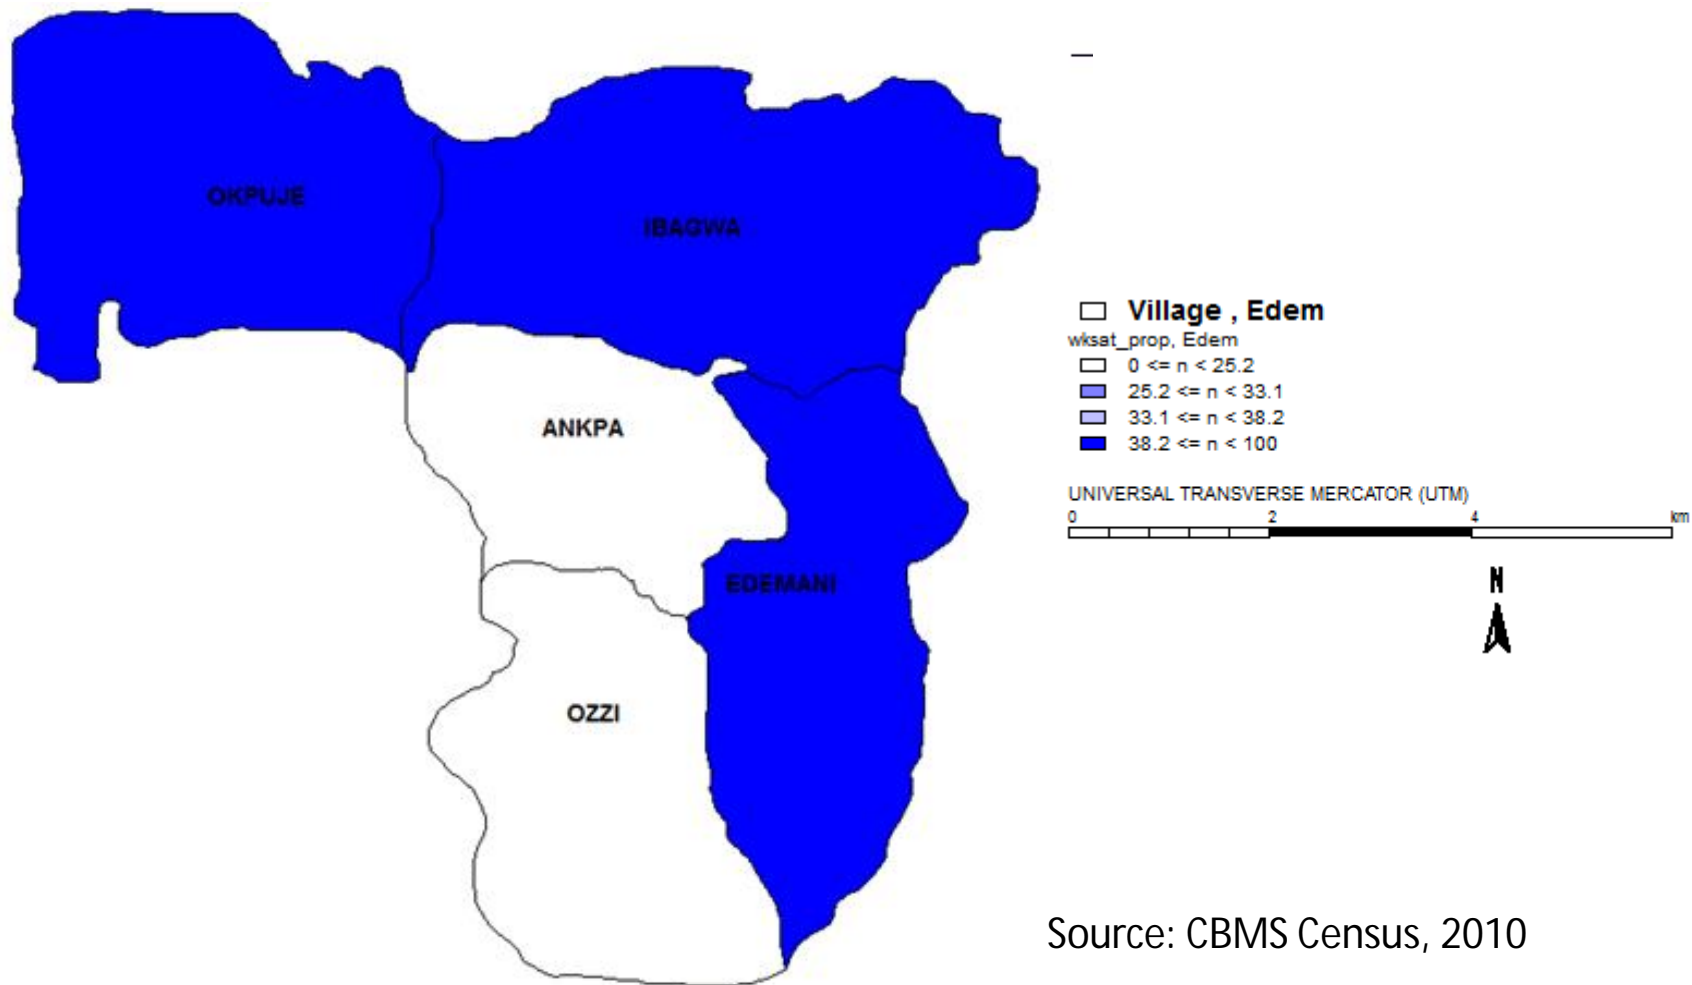 OKPUJE
IBAGWA
ANKPA
EDEMANI
OZZI
Village , Edem
wksat_prop, Edem
0 <= n < 25.2
25.2 <= n < 33.1
33.1 <= n < 38.2
38.2 <= n < 100
UNIVERSAL TRANSVERSE MERCATOR (UTM)
0 2 4 km
N
Source: CBMS Census, 2010